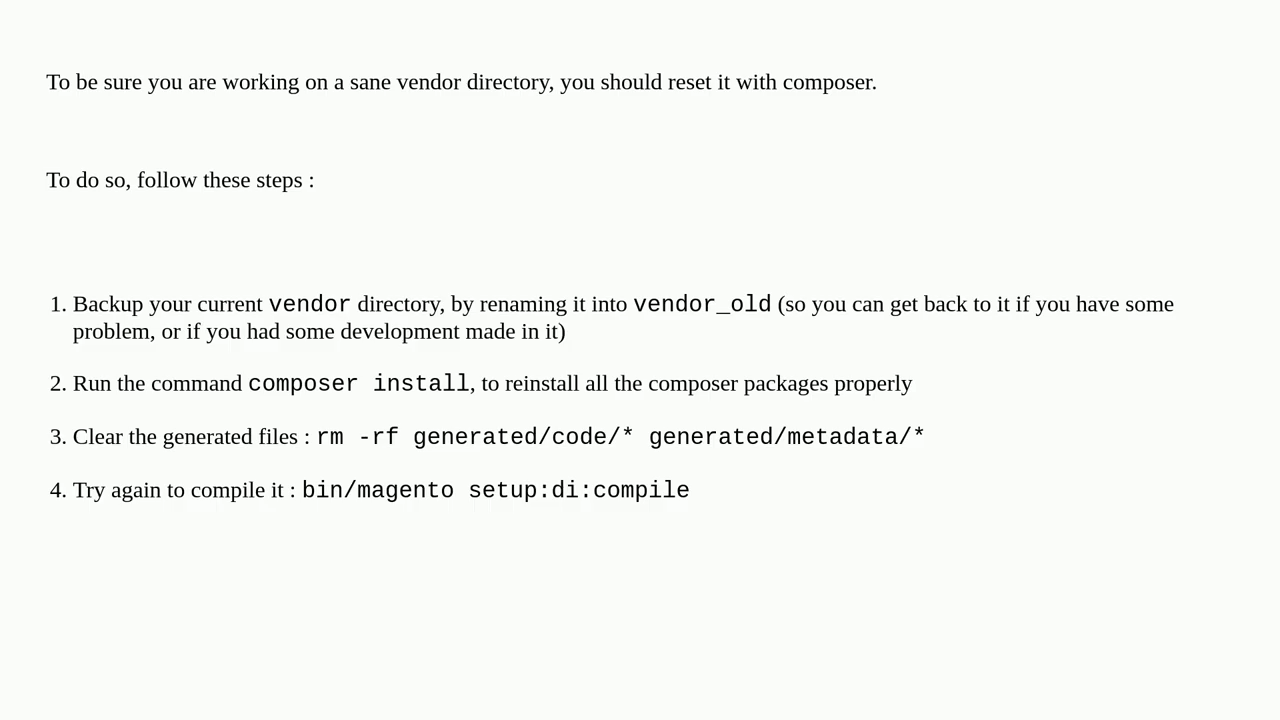 To be sure you are working on a sane vendor directory, you should reset it with composer.
To do so, follow these steps :
1. Backup your current vendor directory, by renaming it into vendor_old (so you can get back to it if you have some
problem, or if you had some development made in it)
2. Run the command composer install, to reinstall all the composer packages properly
3. Clear the generated files : rm -rf generated/code/* generated/metadata/*
4. Try again to compile it : bin/magento setup:di:compile